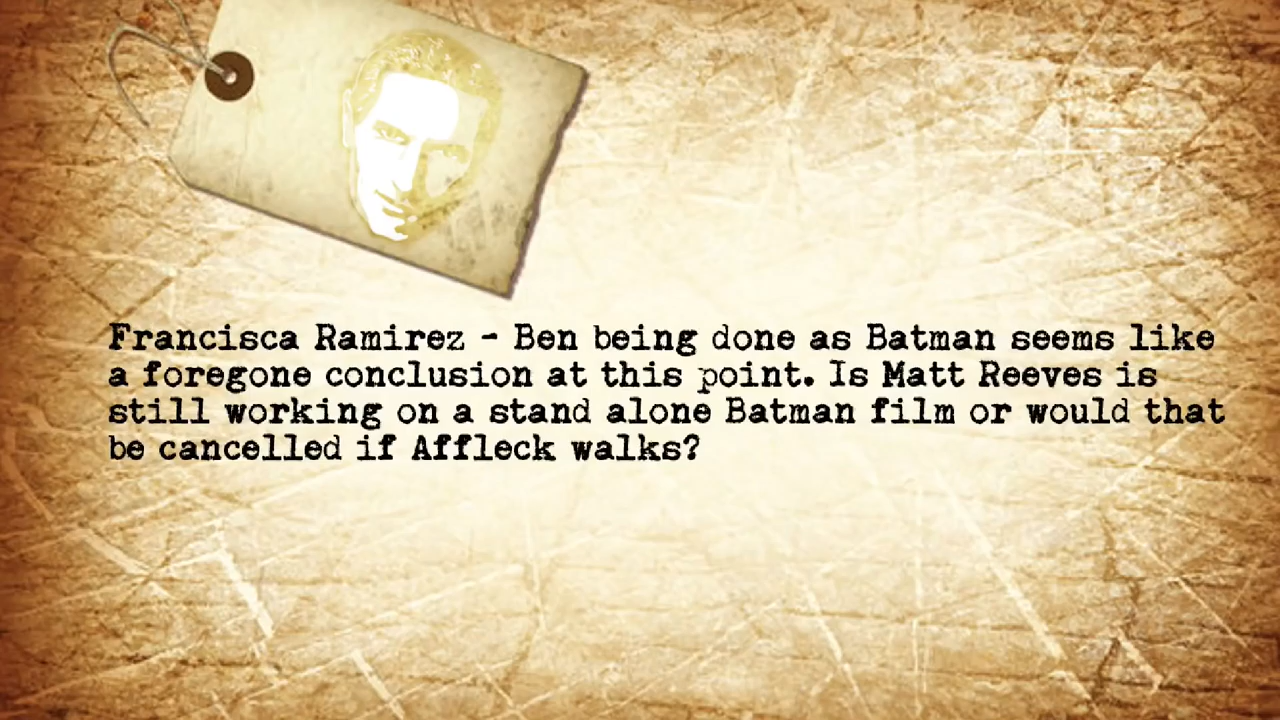 Francisca Ramirez - Ben being done as Batman seems like
a foregone conclusion at this point. Is Matt Reeves is
still working on a stand alone Batman film or would that
be cancelled if Affleck walks?